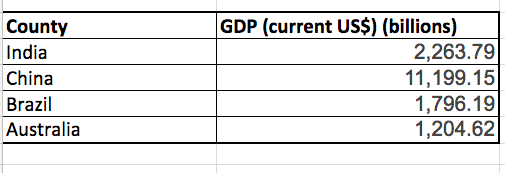 County GDP (current US$) (billions)
India 2,263.79
China 11,199.15
Brazil 1,796.19
Australia 1,204.62